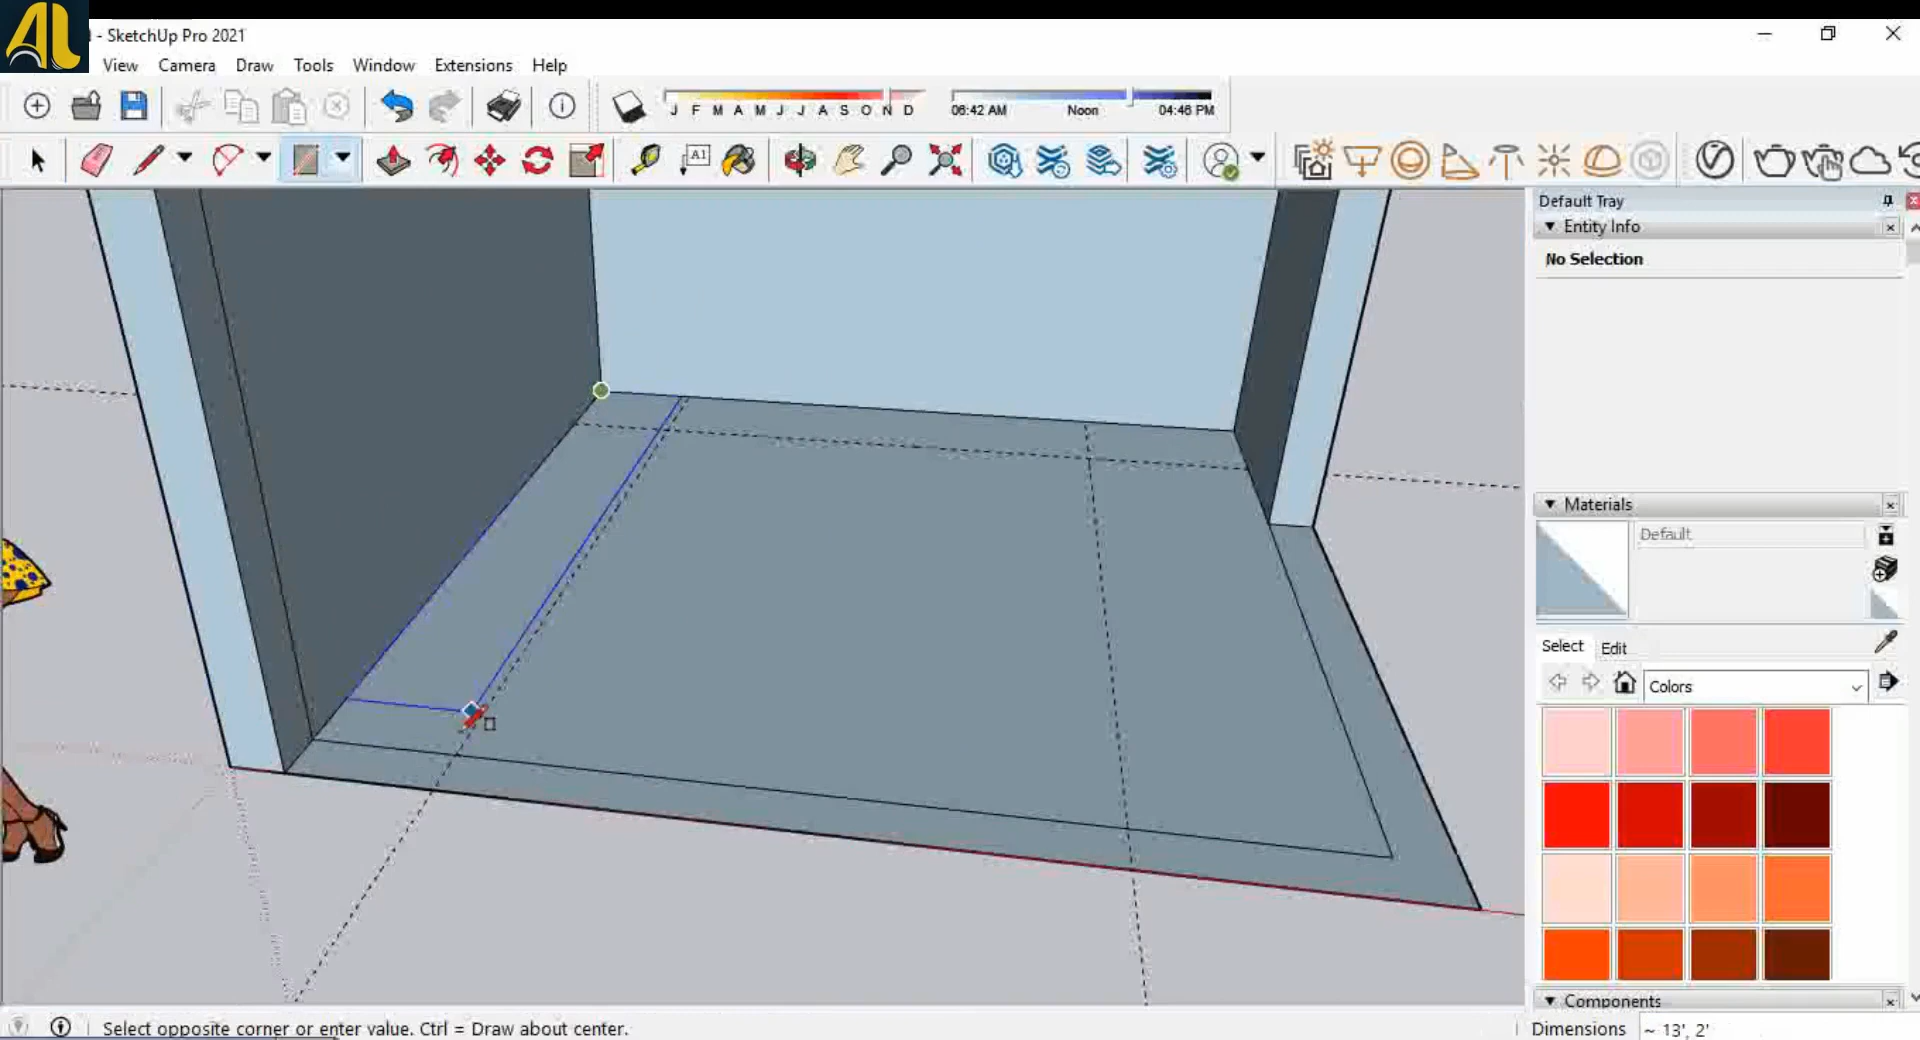 AL
- SketchUp Pro 2021
View Camera Draw Tools Window Extensions Help
J F M A M J J A S O N D
06:42 AM Noon 04:46 PM
A1
Default Tray
Entity Info
No Selection
Materials
Default
Select Edit
Colors
Components
Select opposite corner or enter value. Ctrl = Draw about center.
Dimensions ~ 13', 2'